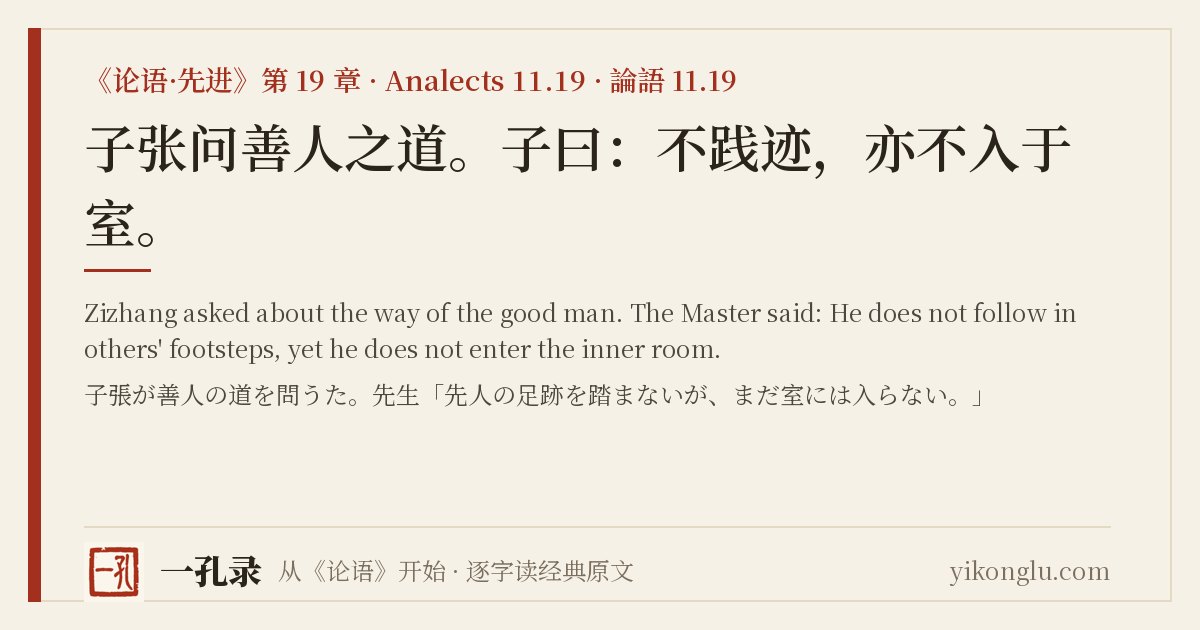 《论语·先进》第 19 章 · Analects 11.19 · 論語 11.19
子张问善人之道。子曰：不践迹，亦不入于
室。
Zizhang asked about the way of the good man. The Master said: He does not follow in
others' footsteps, yet he does not enter the inner room.
子張が善人の道を問うた。先生「先人の足跡を踏まないが、まだ室には入らない。」
一孔
一孔录 从《论语》开始 · 逐字读经典原文 yikonglu.com